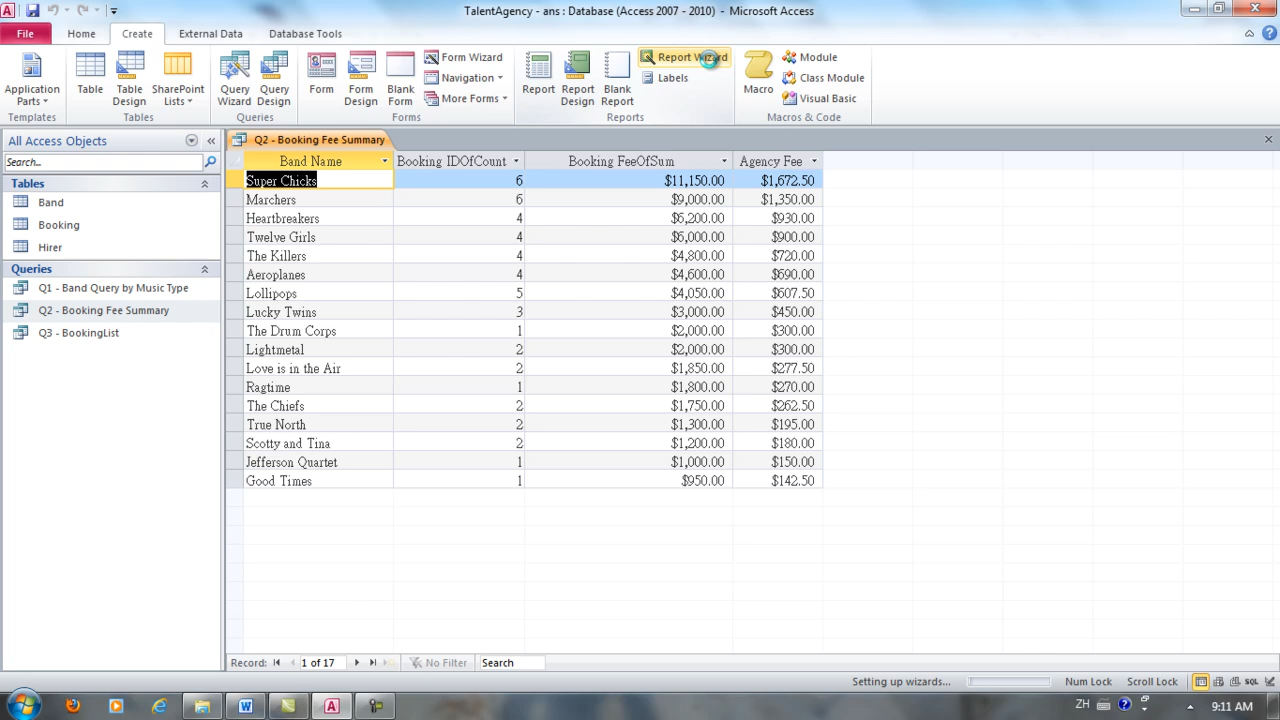 TalentAgency - ans : Database (Access 2007 - 2010) - Microsoft Access
File Home Create External Data Database Tools
Application Parts Table Table Design SharePoint Lists Query Wizard Query Design Form Form Design Blank Form Form Wizard Navigation More Forms Report Report Design Blank Report Report Wizard Labels Macro Module Class Module Visual Basic
Templates Tables Queries Forms Reports Macros & Code
All Access Objects
Search...
Tables
Band
Booking
Hirer
Queries
Q1 - Band Query by Music Type
Q2 - Booking Fee Summary
Q3 - BookingList
Q2 - Booking Fee Summary
Band Name Booking IDOfCount Booking FeeOfSum Agency Fee
Super Chicks 6 $11,150.00 $1,672.50
Marchers 6 $9,000.00 $1,350.00
Heartbreakers 4 $6,200.00 $930.00
Twelve Girls 4 $6,000.00 $900.00
The Killers 4 $4,800.00 $720.00
Aeroplanes 4 $4,600.00 $690.00
Lollipops 5 $4,050.00 $607.50
Lucky Twins 3 $3,000.00 $450.00
The Drum Corps 1 $2,000.00 $300.00
Lightmetal 2 $2,000.00 $300.00
Love is in the Air 2 $1,850.00 $277.50
Ragtime 1 $1,800.00 $270.00
The Chiefs 2 $1,750.00 $262.50
True North 2 $1,300.00 $195.00
Scotty and Tina 2 $1,200.00 $180.00
Jefferson Quartet 1 $1,000.00 $150.00
Good Times 1 $950.00 $142.50
Record: 1 of 17 No Filter Search
Setting up wizards... Num Lock Scroll Lock SQL
ZH 9:11 AM